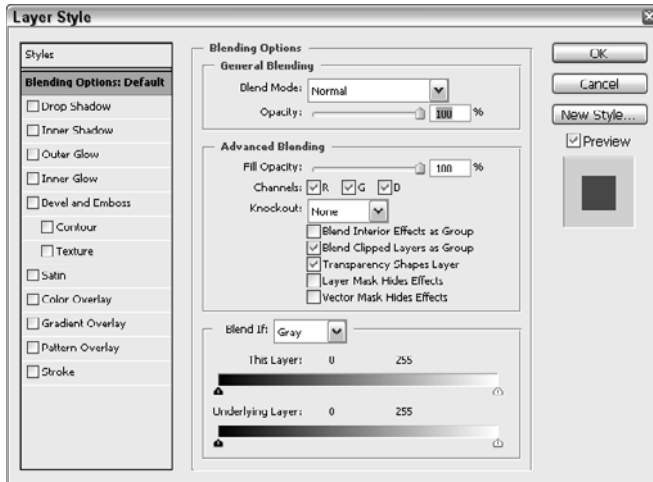 Layer Style
Styles
Blending Options: Default
Drop Shadow
Inner Shadow
Outer Glow
Inner Glow
Devel and Emboss
Contour
Texture
Satin
Color Overlay
Gradient Overlay
Pattern Overlay
Stroke
Blending Options
General Blending
Blend Mode: Normal
Opacity: 100 %
Advanced Blending
Fill Opacity: 100 %
Channels: R G D
Knockout: None
Blend Interior Effects as Group
Blend Clipped Layers as Group
Transparency Shapes Layer
Layer Mask Hides Effects
Vector Mask Hides Effects
Blend If: Gray
This Layer: 0 255
Underlying Layer: 0 255
OK
Cancel
New Style...
Preview